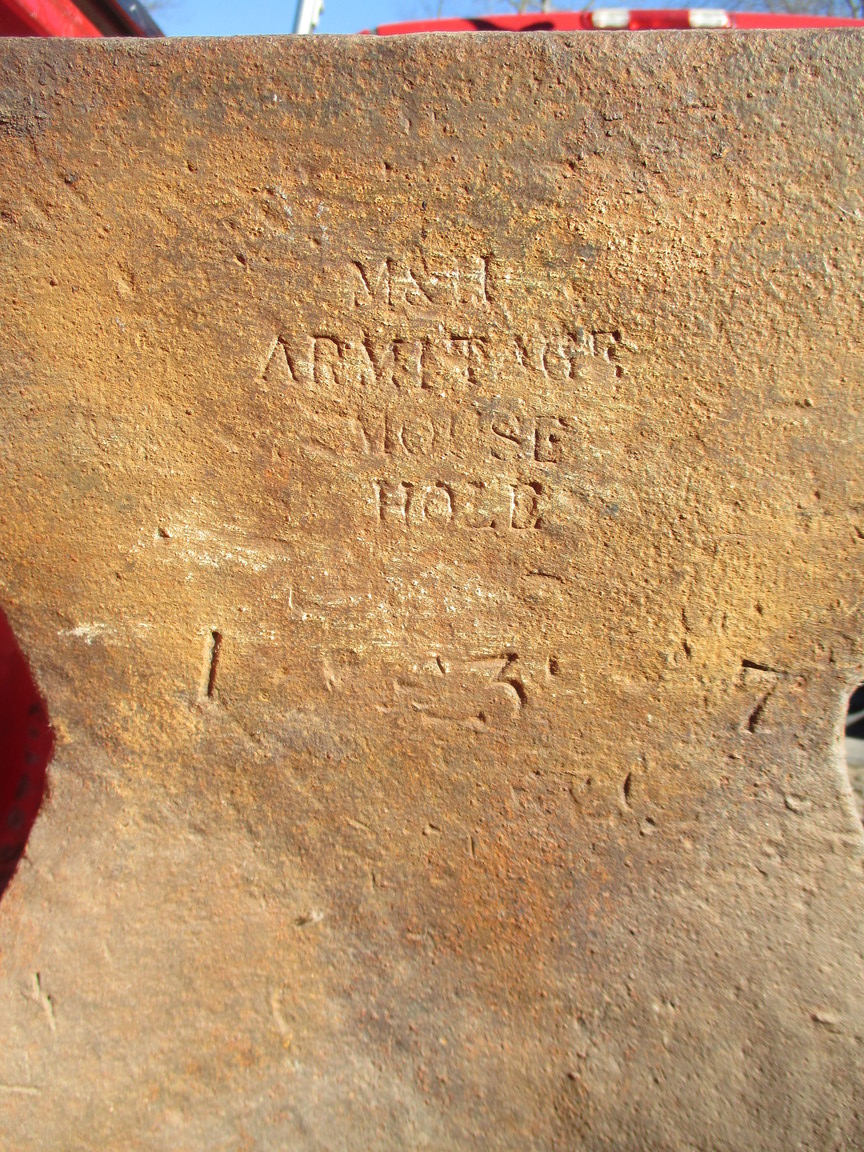 M&H
ARMITAGE
MOUSE
HOLE
1 3 7